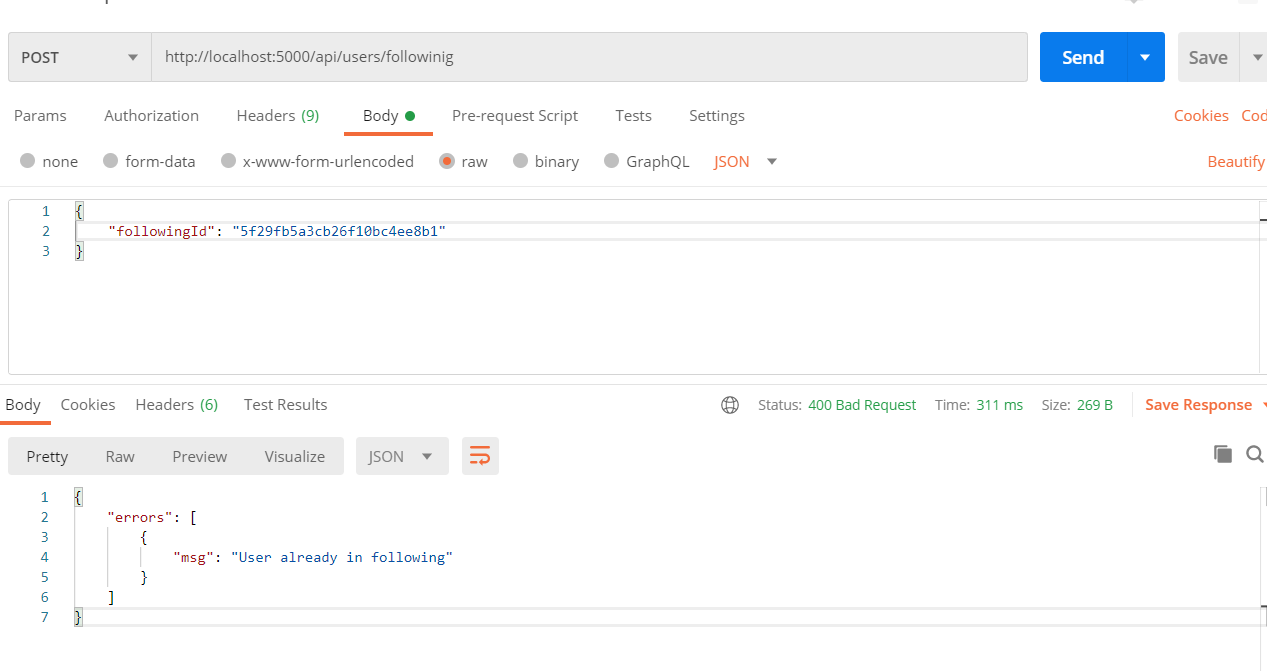 POST http://localhost:5000/api/users/followinig Send Save
Params Authorization Headers (9) Body Pre-request Script Tests Settings Cookies Cod
none form-data x-www-form-urlencoded raw binary GraphQL JSON Beautify
1 {
2 "followingId": "5f29fb5a3cb26f10bc4ee8b1"
3 }
Body Cookies Headers (6) Test Results Status: 400 Bad Request Time: 311 ms Size: 269 B Save Response
Pretty Raw Preview Visualize JSON
1 {
2 "errors": [
3 {
4 "msg": "User already in following"
5 }
6 ]
7 }